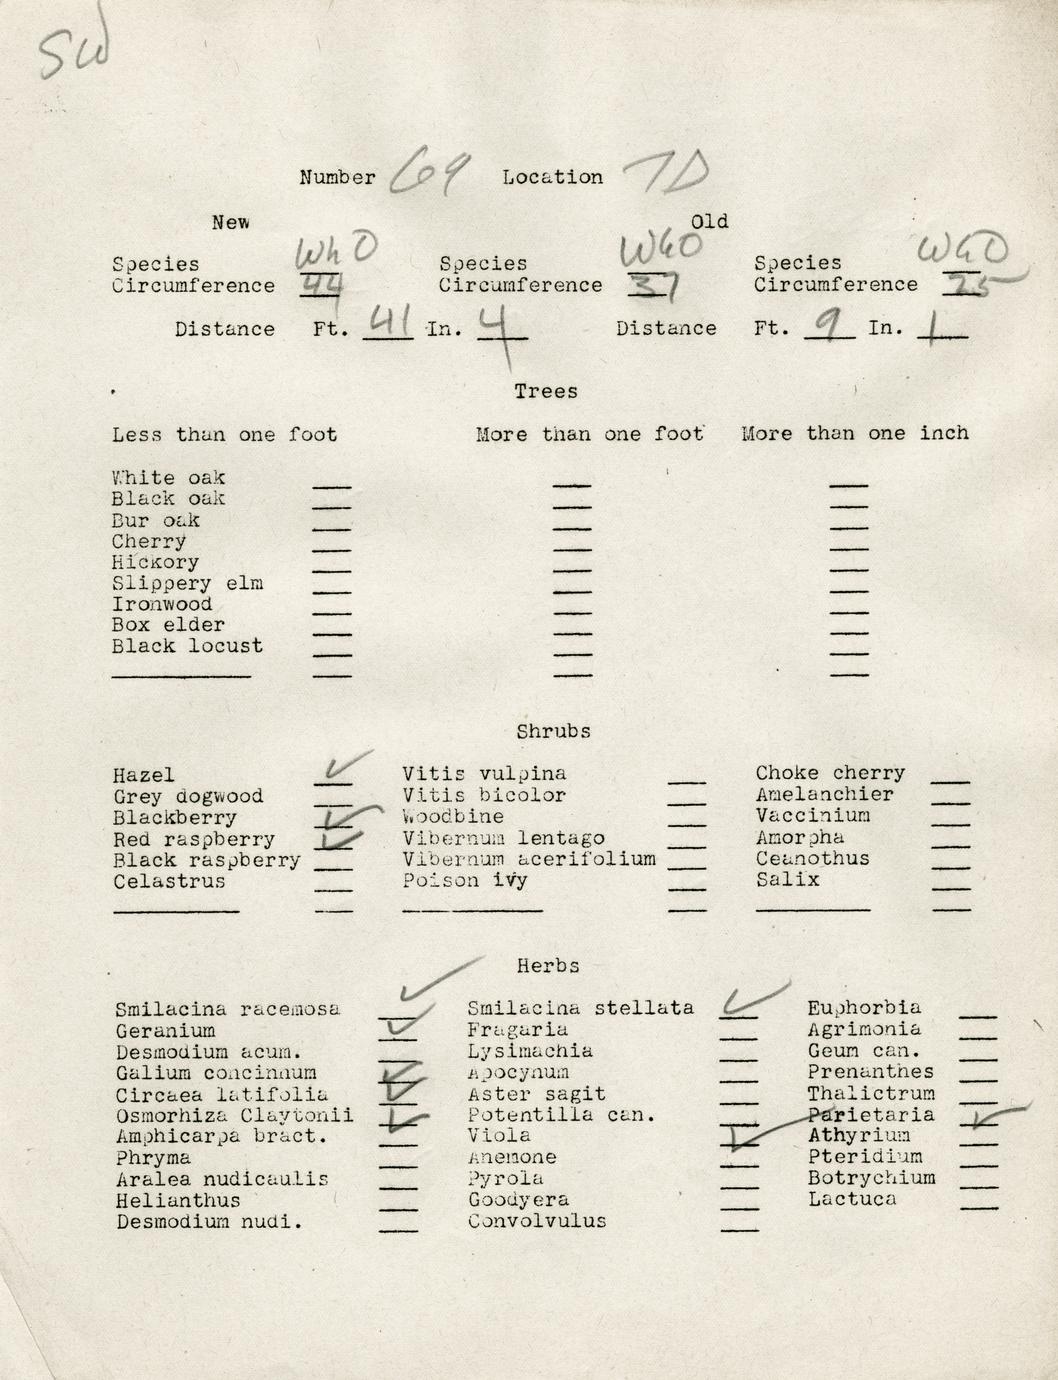 SW
Number 69 Location 7D
New Old
Species Wh O Species Wh O Species Wh O
Circumference 44 Circumference 37 Circumference 25
Distance Ft. 41 In. 4 Distance Ft. 9 In. 1
Trees
Less than one foot More than one foot More than one inch
White oak
Black oak
Bur oak
Cherry
Hickory
Slippery elm
Ironwood
Box elder
Black locust
Shrubs
Hazel ✓ Vitis vulpina Choke cherry
Grey dogwood Vitis bicolor Amelanchier
Blackberry ✓ Woodbine Vaccinium
Red raspberry ✓ Vibernum lentago Amorpha
Black raspberry Vibernum acerifolium Ceanothus
Celastrus Poison ivy Salix
Herbs
Smilacina racemosa ✓ Smilacina stellata ✓ Euphorbia
Geranium ✓ Fragaria Agrimonia
Desmodium acum. Lysimachia Geum can.
Galium concinnum ✓ Apocynum Prenanthes
Circaea latifolia ✓ Aster sagit Thalictrum
Osmorhiza Claytonii ✓ Potentilla can. Parietaria ✓
Amphicarpa bract. Viola ✓ Athyrium
Phryma Anemone Pteridium
Aralea nudicaulis Pyrola Botrychium
Helianthus Goodyera Lactuca
Desmodium nudi. Convolvulus